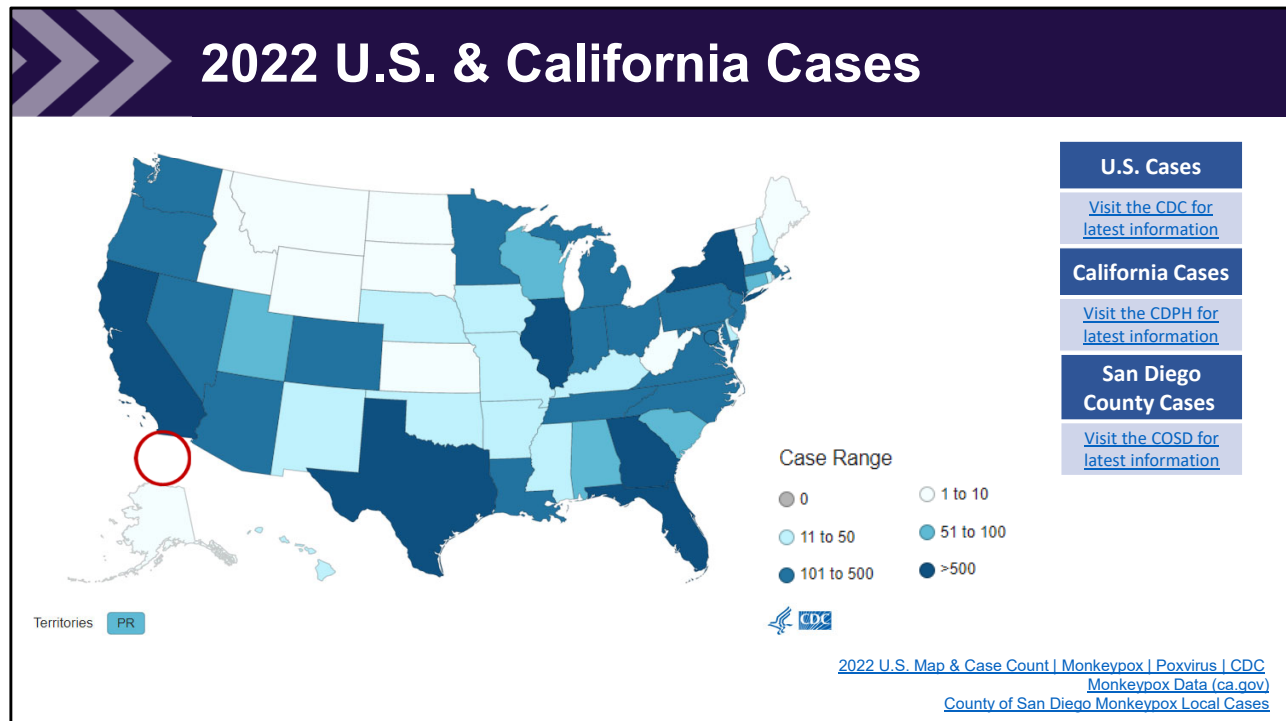 2022 U.S. & California Cases
U.S. Cases
Visit the CDC for
latest information
California Cases
Visit the CDPH for
latest information
San Diego
County Cases
Visit the COSD for
latest information
Case Range
0
1 to 10
11 to 50
51 to 100
101 to 500
>500
Territories PR
CDC
2022 U.S. Map & Case Count | Monkeypox | Poxvirus | CDC
Monkeypox Data (ca.gov)
County of San Diego Monkeypox Local Cases